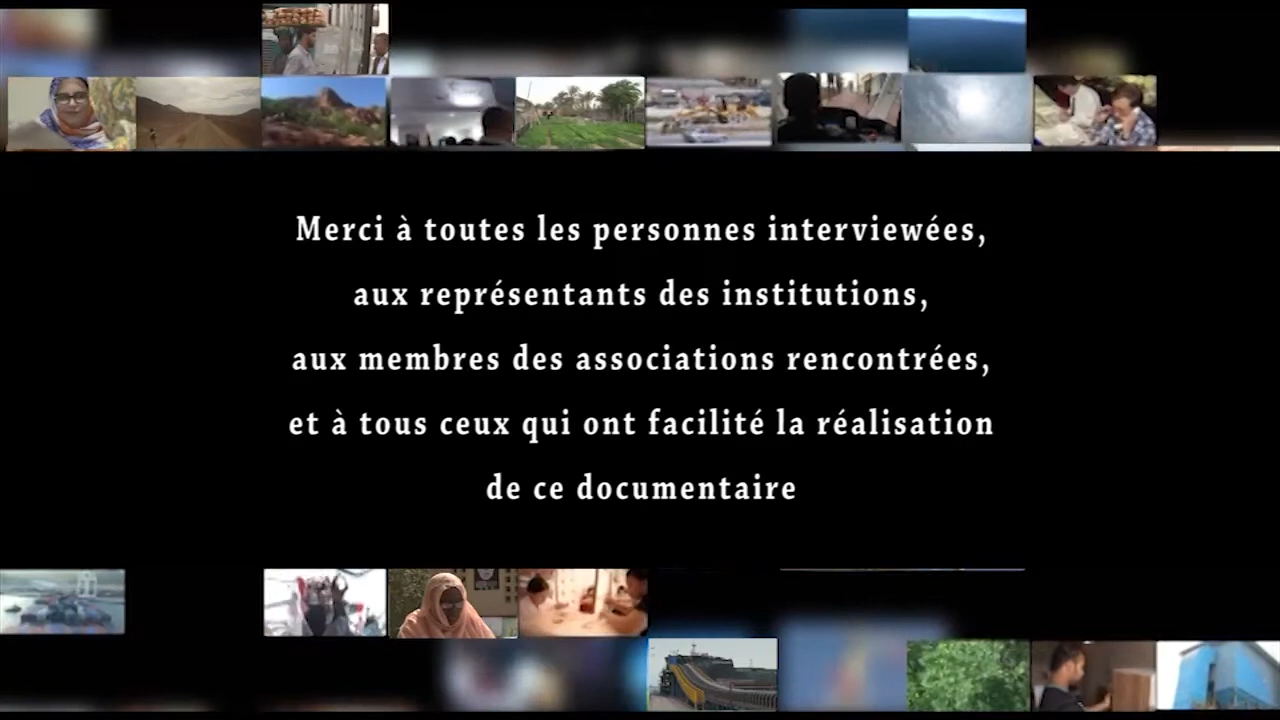 Merci à toutes les personnes interviewées,
aux représentants des institutions,
aux membres des associations rencontrées,
et à tous ceux qui ont facilité la réalisation
de ce documentaire